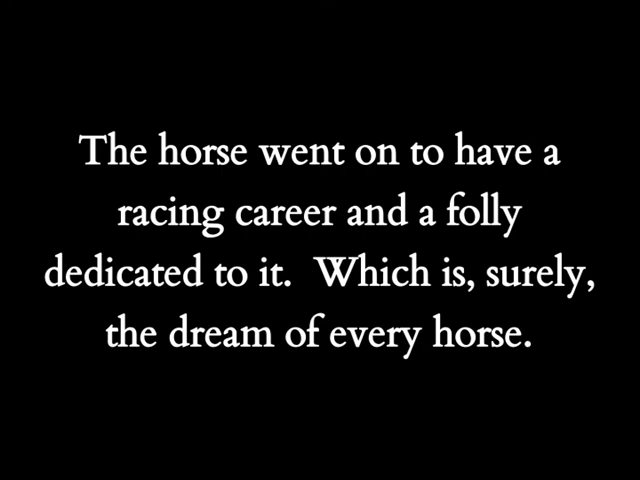 The horse went on to have a
racing career and a folly
dedicated to it.  Which is, surely,
the dream of every horse.